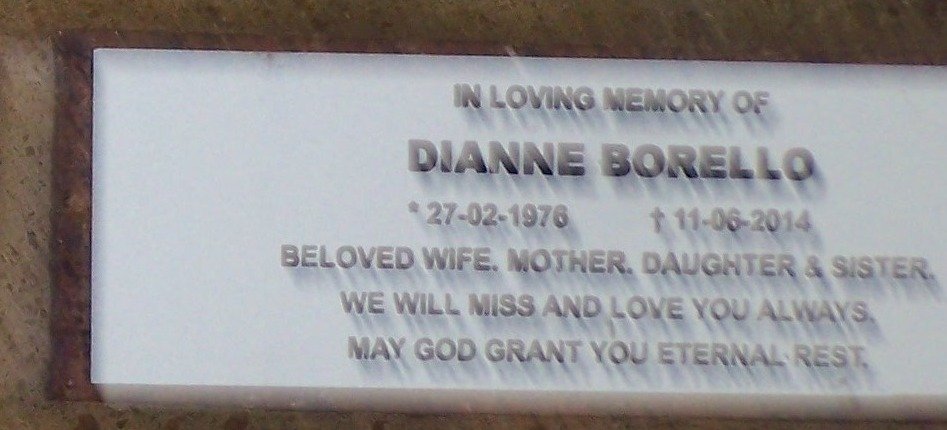 IN LOVING MEMORY OF
DIANNE BORELLO
* 27-02-1976 † 11-06-2014
BELOVED WIFE. MOTHER. DAUGHTER & SISTER.
WE WILL MISS AND LOVE YOU ALWAYS.
MAY GOD GRANT YOU ETERNAL REST.